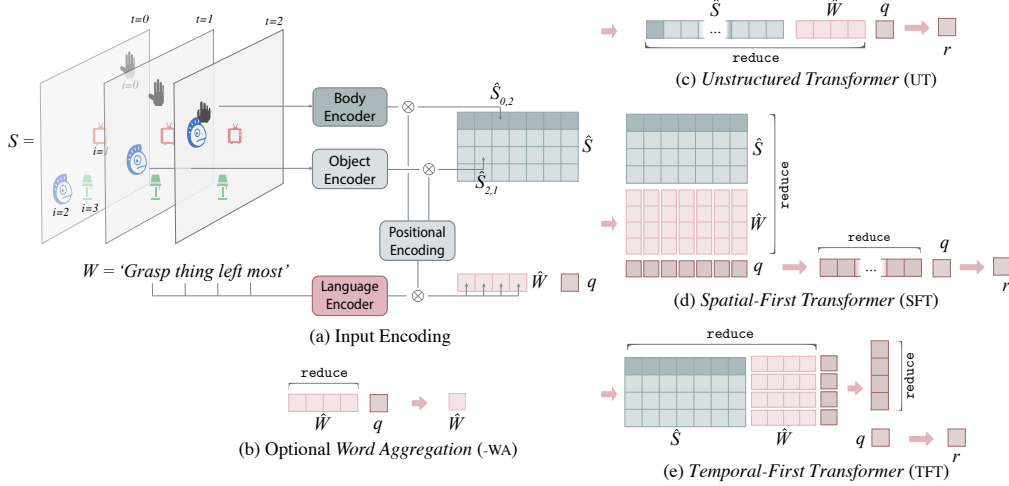 t=0
t=1
t=2
i=0
S =
i=1
i=2
i=3
Body
Encoder
Ŝ0,2
Ŝ
Object
Encoder
Ŝ2,1
Positional
Encoding
W = ‘Grasp thing left most’
Language
Encoder
Ŵ
q
(a) Input Encoding
reduce
Ŵ
q
Ŵ
(b) Optional Word Aggregation (-WA)
Ŝ
...
Ŵ
q
r
reduce
(c) Unstructured Transformer (UT)
Ŝ
reduce
Ŵ
q
reduce
...
q
r
(d) Spatial-First Transformer (SFT)
reduce
reduce
Ŝ
Ŵ
q
r
(e) Temporal-First Transformer (TFT)